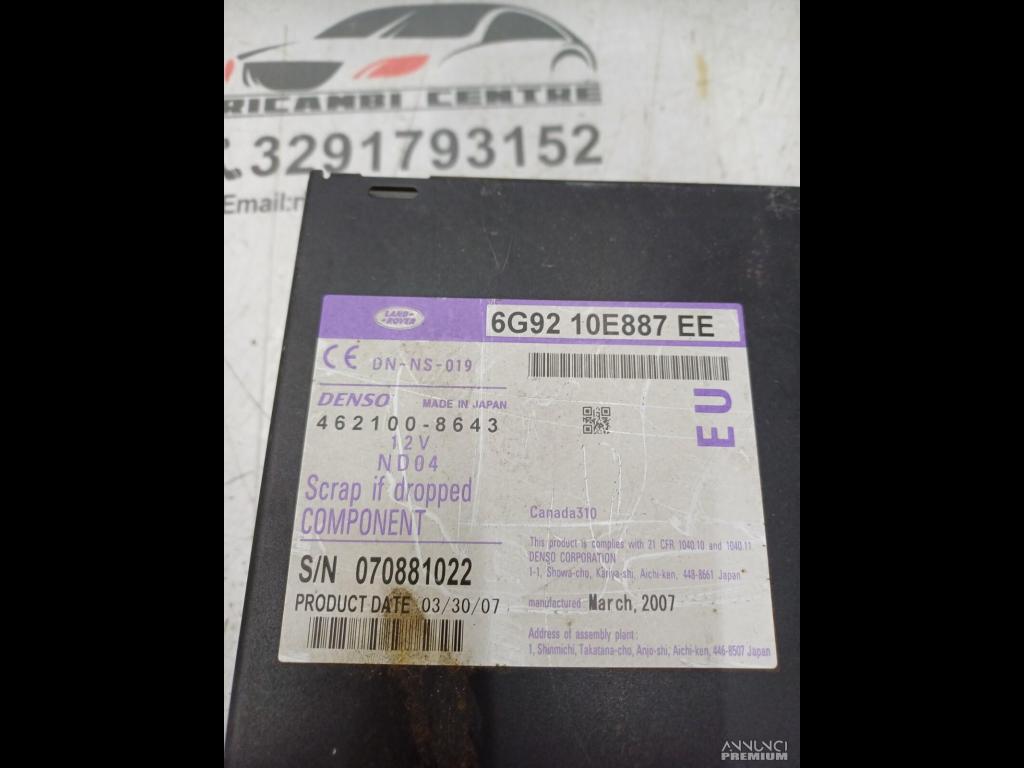 RICAMBI CENTRE
3291793152
Email:
LAND-
ROVER
6G92 10E887 EE
CE DN-NS-019
DENSO MADE IN JAPAN
462100-8643
12V
ND04
Scrap if dropped
COMPONENT
S/N 070881022
PRODUCT DATE 03/30/07
EU
Canada310
This product is complies with 21 CFR 1040.10 and 1040.11
DENSO CORPORATION
1-1, Showa-cho, Kariya-shi, Aichi-ken, 448-8661 Japan
manufactured: March, 2007
Address of assembly plant:
1, Shinmichi, Takatana-cho, Anjo-shi, Aichi-ken, 446-8507 Japan
ANNUNCI
PREMIUM